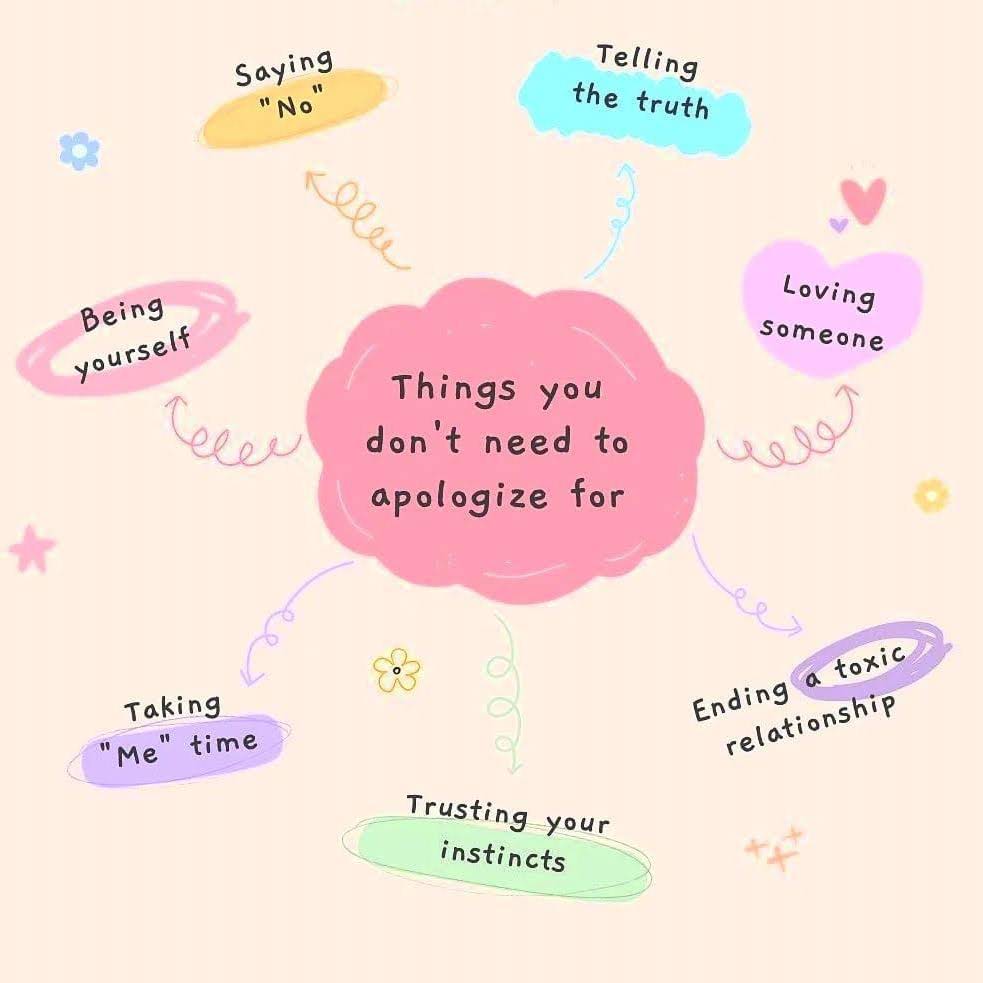 Saying
"No"
Telling
the truth
Loving
someone
Being
yourself
Things you
don't need to
apologize for
Ending a toxic
relationship
Taking
"Me" time
Trusting your
instincts